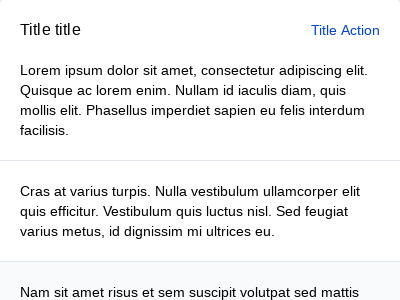 Title title
Title Action
Lorem ipsum dolor sit amet, consectetur adipiscing elit.
Quisque ac lorem enim. Nullam id iaculis diam, quis
mollis elit. Phasellus imperdiet sapien eu felis interdum
facilisis.
Cras at varius turpis. Nulla vestibulum ullamcorper elit
quis efficitur. Vestibulum quis luctus nisl. Sed feugiat
varius metus, id dignissim mi ultrices eu.
Nam sit amet risus et sem suscipit volutpat sed mattis